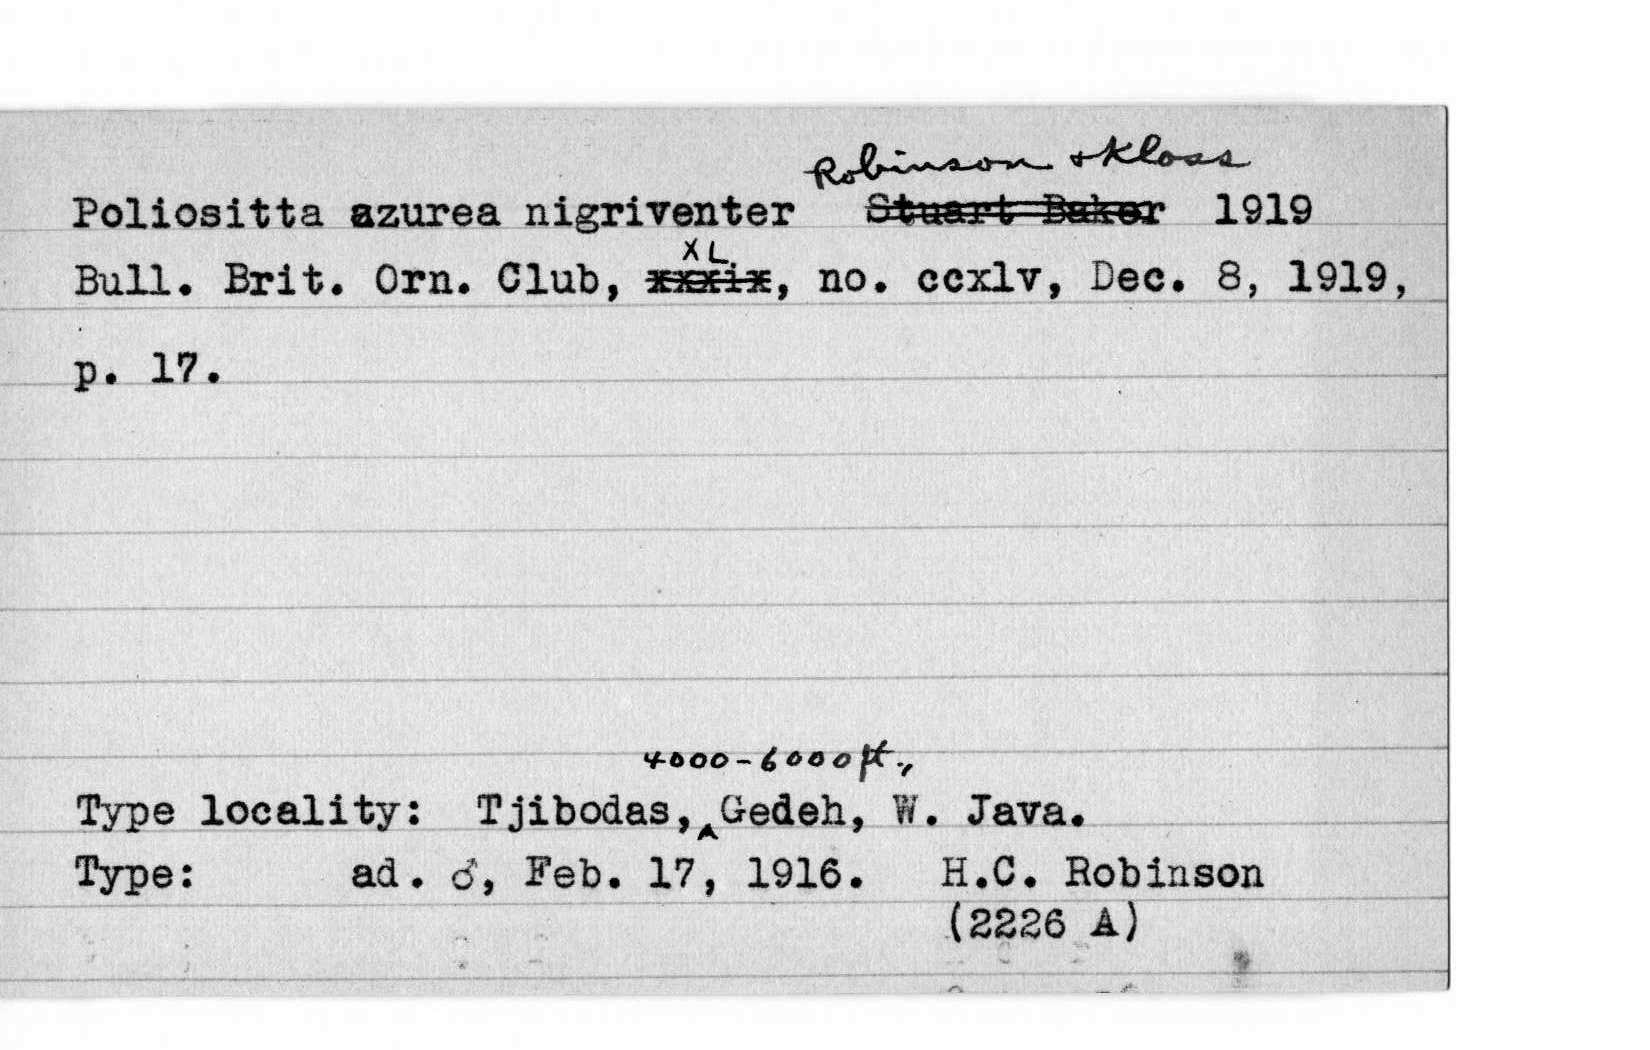 Robinson + Kloss
Poliositta azurea nigriventer Stuart Baker 1919
XL.
Bull. Brit. Orn. Club, xxxix, no. ccxlv, Dec. 8, 1919,
p. 17.
4000-6000 ft.,
Type locality: Tjibodas,^Gedeh, W. Java.
Type: ad. ♂, Feb. 17, 1916. H.C. Robinson
(2226 A)